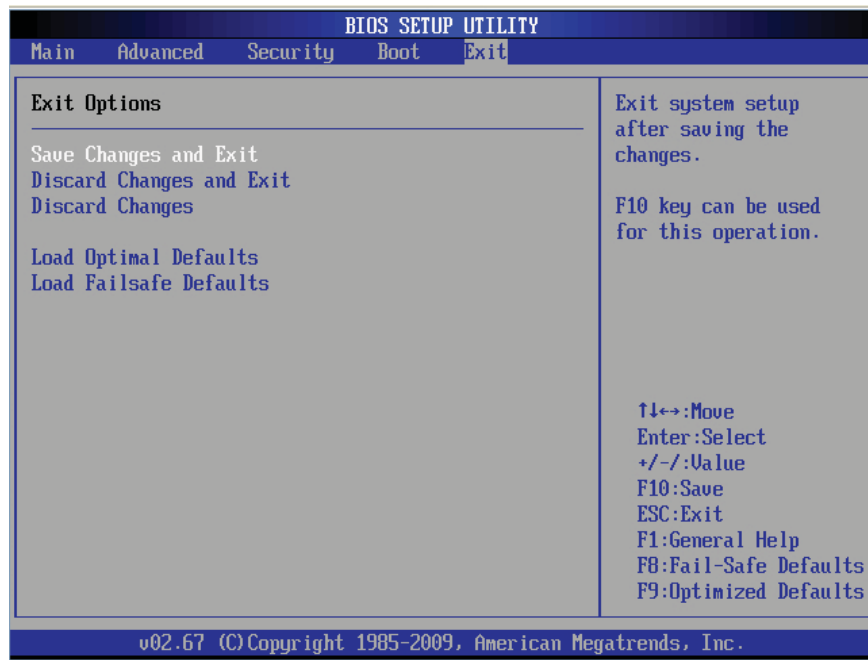 BIOS SETUP UTILITY
Main Advanced Security Boot Exit
Exit Options
Save Changes and Exit
Discard Changes and Exit
Discard Changes
Load Optimal Defaults
Load Failsafe Defaults
Exit system setup
after saving the
changes.
F10 key can be used
for this operation.
↑↓←→:Move
Enter:Select
+/-/:Value
F10:Save
ESC:Exit
F1:General Help
F8:Fail-Safe Defaults
F9:Optimized Defaults
v02.67 (C)Copyright 1985-2009, American Megatrends, Inc.